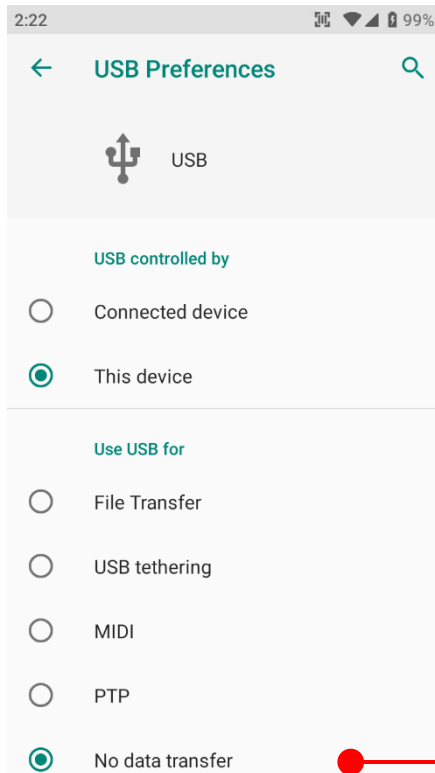 2:22 99%
USB Preferences
USB
USB controlled by
Connected device
This device
Use USB for
File Transfer
USB tethering
MIDI
PTP
No data transfer